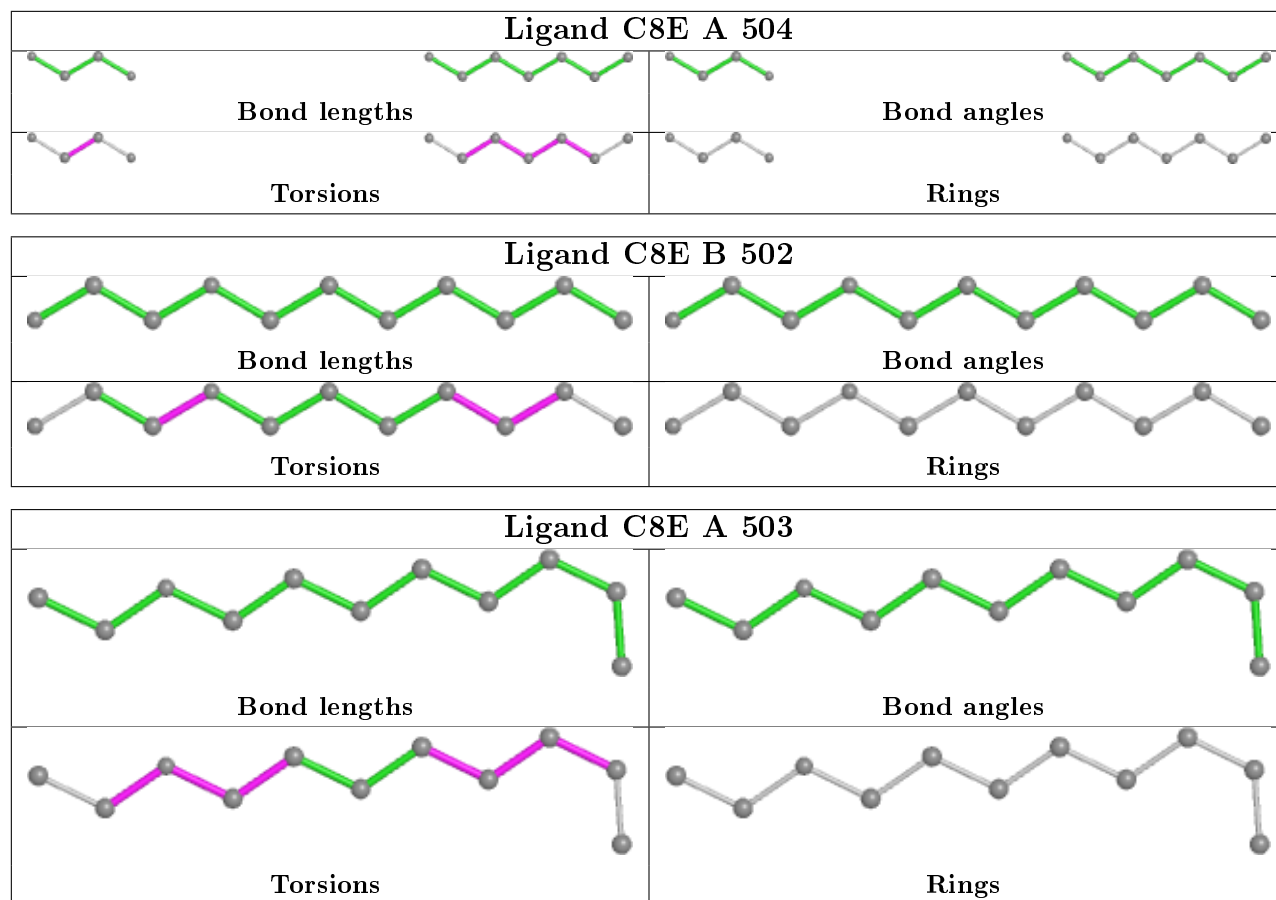 Ligand C8E A 504
Bond lengths
Bond angles
Torsions
Rings
Ligand C8E B 502
Bond lengths
Bond angles
Torsions
Rings
Ligand C8E A 503
Bond lengths
Bond angles
Torsions
Rings